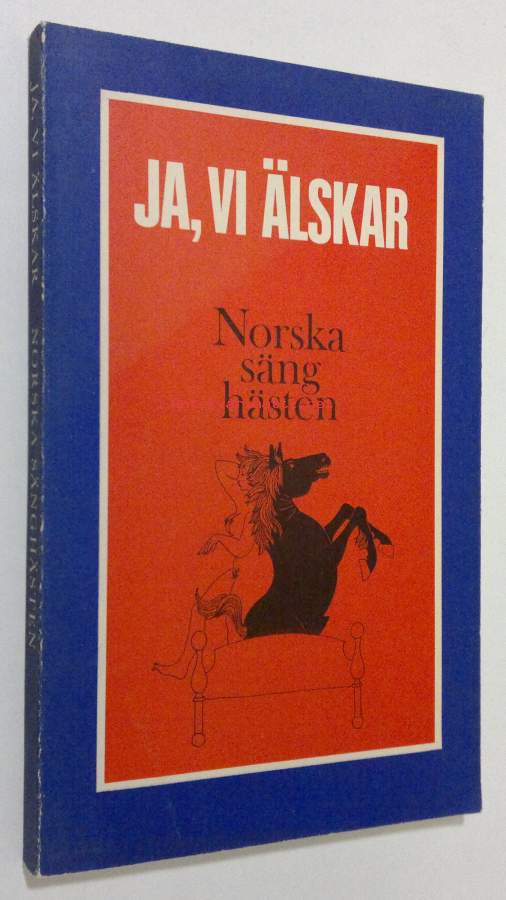 JA, VI ÄLSKAR
Norska
säng
hästen
JA, VI ÄLSKAR NORSKA SÄNGHÄSTEN